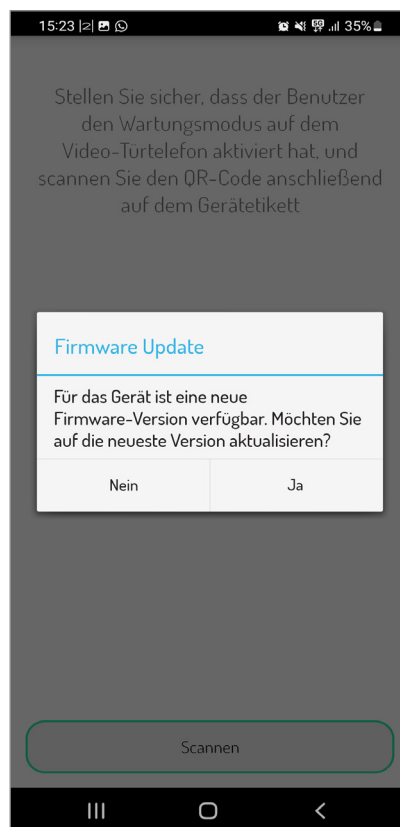 15:23 |z| 35%
Stellen Sie sicher, dass der Benutzer
den Wartungsmodus auf dem
Video-Türtelefon aktiviert hat, und
scannen Sie den QR-Code anschließend
auf dem Gerätetikett
Firmware Update
Für das Gerät ist eine neue
Firmware-Version verfügbar. Möchten Sie
auf die neueste Version aktualisieren?
Nein Ja
Scannen